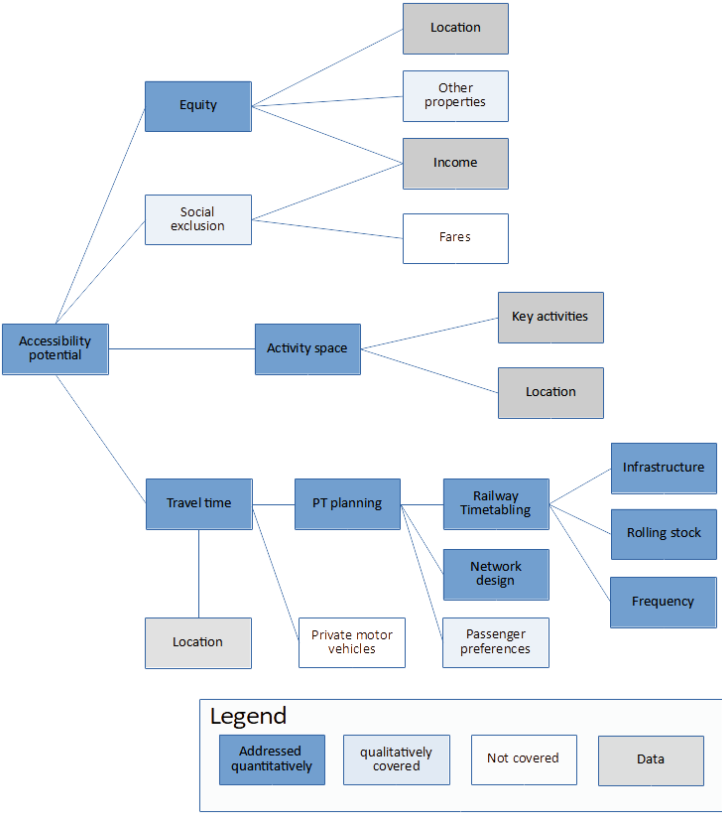 Location
Other
properties
Equity
Income
Social
exclusion
Fares
Key activities
Accessibility
potential
Activity space
Location
Infrastructure
Travel time
PT planning
Railway
Timetabling
Rolling stock
Network
design
Frequency
Location
Private motor
vehicles
Passenger
preferences
Legend
Addressed
quantitatively
qualitatively
covered
Not covered
Data